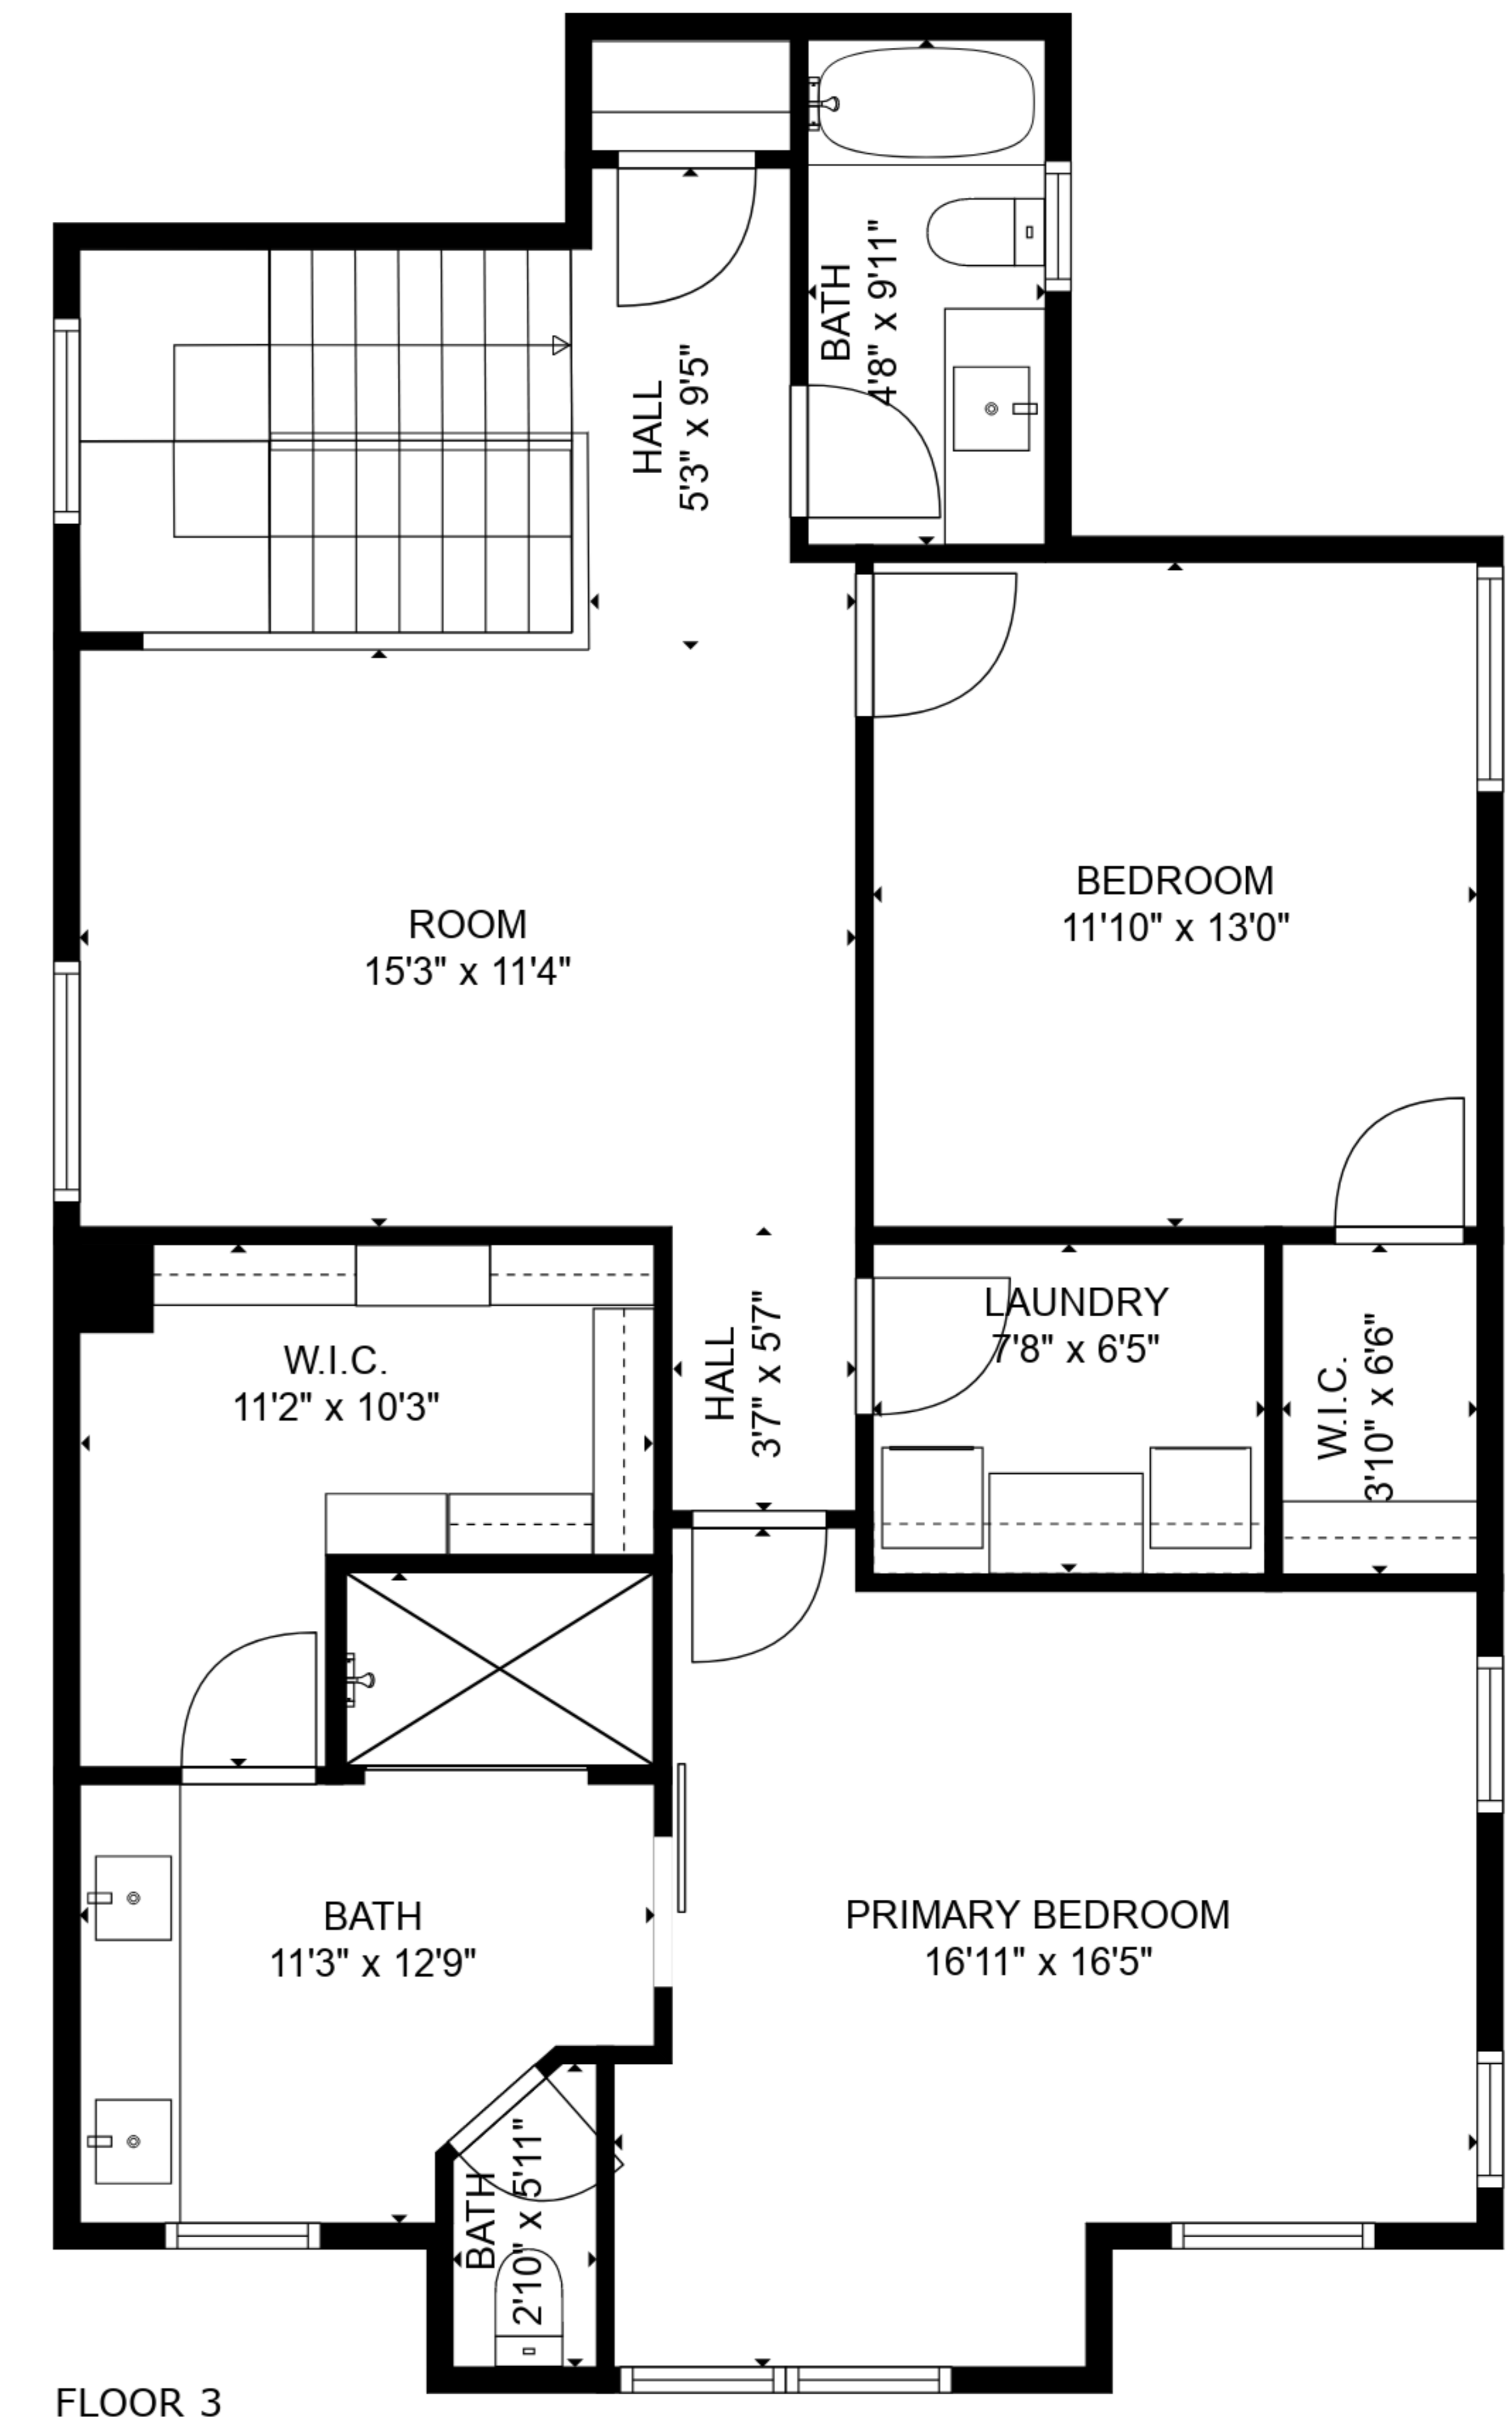 BATH
4'8" x 9'11"
HALL
5'3" x 9'5"
BEDROOM
11'10" x 13'0"
ROOM
15'3" x 11'4"
LAUNDRY
7'8" x 6'5"
HALL
3'7" x 5'7"
W.I.C.
3'10" x 6'6"
W.I.C.
11'2" x 10'3"
BATH
11'3" x 12'9"
PRIMARY BEDROOM
16'11" x 16'5"
BATH
2'10" x 5'11"
FLOOR 3